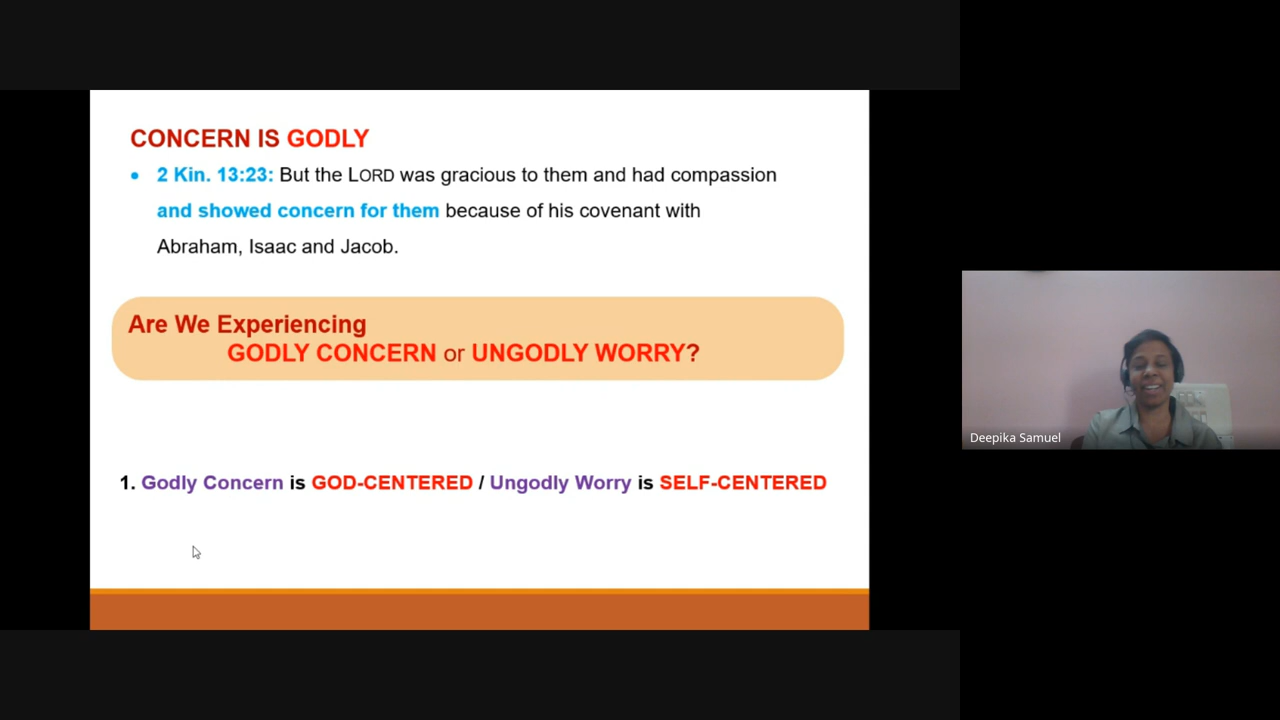 CONCERN IS GODLY
• 2 Kin. 13:23: But the LORD was gracious to them and had compassion
and showed concern for them because of his covenant with
Abraham, Isaac and Jacob.
Are We Experiencing
GODLY CONCERN or UNGODLY WORRY?
1. Godly Concern is GOD-CENTERED / Ungodly Worry is SELF-CENTERED
Deepika Samuel